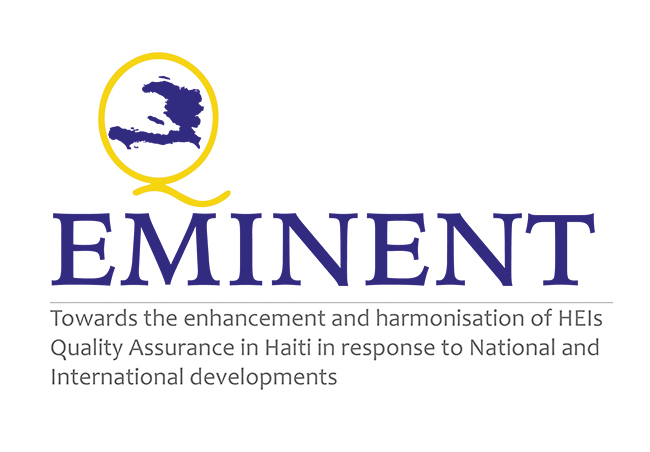 Q
EMINENT
Towards the enhancement and harmonisation of HEIs
Quality Assurance in Haiti in response to National and
International developments